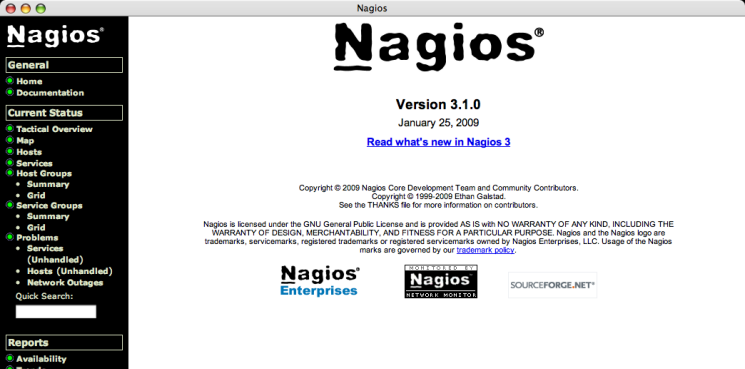 Nagios
Nagios®
General
Home
Documentation
Current Status
Tactical Overview
Map
Hosts
Services
Host Groups
Summary
Grid
Service Groups
Summary
Grid
Problems
Services
(Unhandled)
Hosts (Unhandled)
Network Outages
Quick Search:
Reports
Availability
Nagios®
Version 3.1.0
January 25, 2009
Read what's new in Nagios 3
Copyright © 2009 Nagios Core Development Team and Community Contributors.
Copyright © 1999-2009 Ethan Galstad.
See the THANKS file for more information on contributors.
Nagios is licensed under the GNU General Public License and is provided AS IS with NO WARRANTY OF ANY KIND, INCLUDING THE
WARRANTY OF DESIGN, MERCHANTABILITY, AND FITNESS FOR A PARTICULAR PURPOSE. Nagios and the Nagios logo are
trademarks, servicemarks, registered trademarks or registered servicemarks owned by Nagios Enterprises, LLC. Usage of the Nagios
marks are governed by our trademark policy.
Nagios®
Enterprises
MONITORED BY
Nagios™
NETWORK MONITOR
SOURCEFORGE.NET®